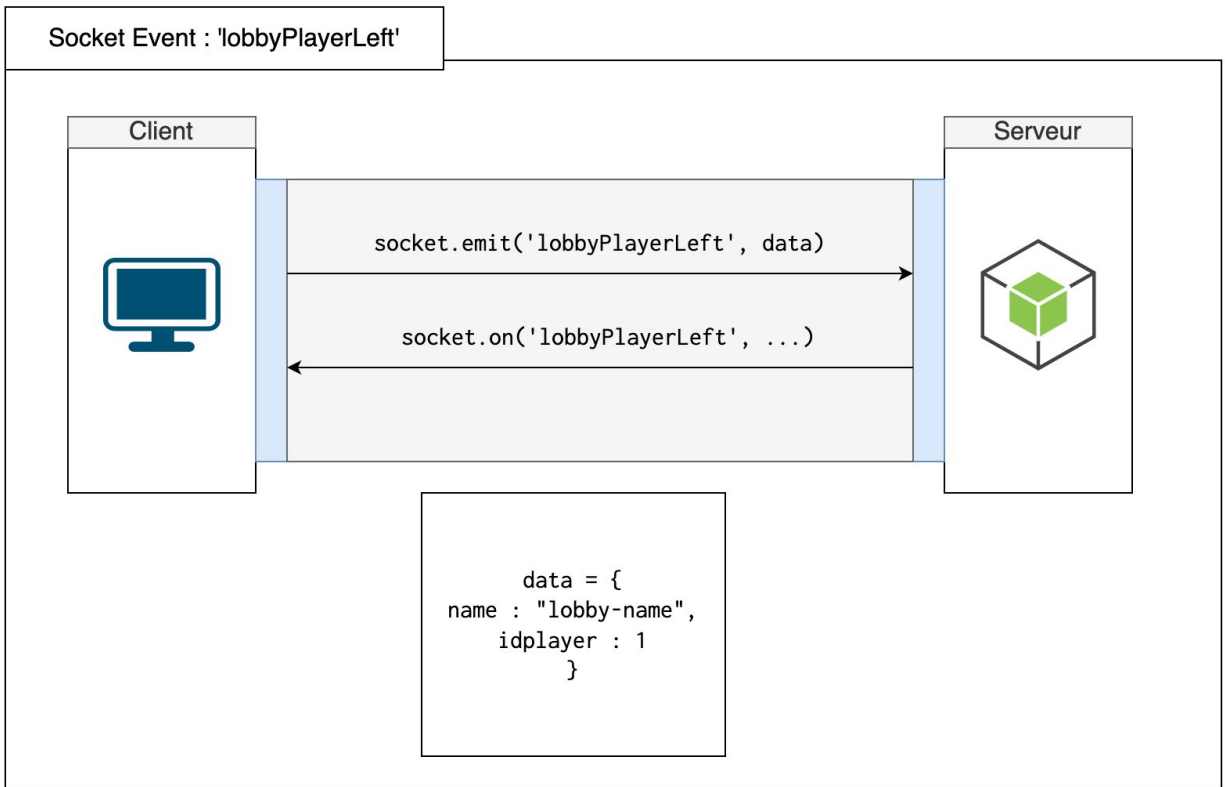 Socket Event : 'lobbyPlayerLeft'
Client
Serveur
socket.emit('lobbyPlayerLeft', data)
socket.on('lobbyPlayerLeft', ...)
data = {
name : "lobby-name",
idplayer : 1
}